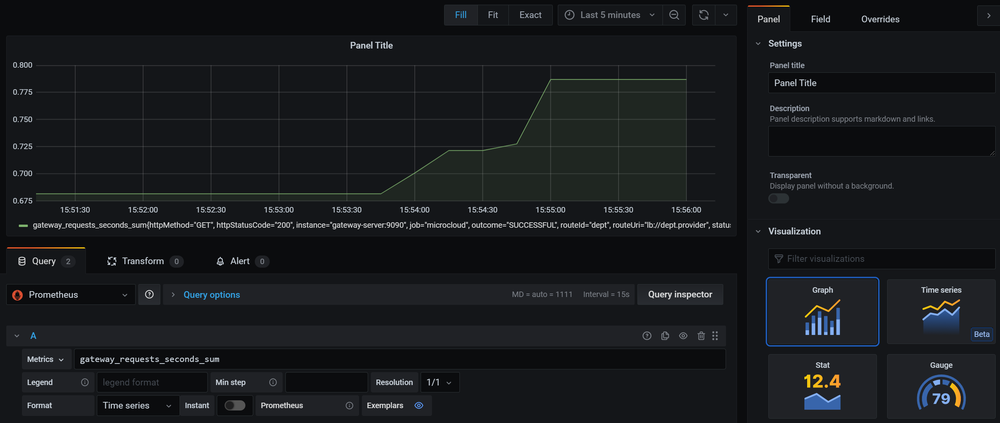 Fill Fit Exact Last 5 minutes
Panel Field Overrides
Panel Title
0.800
0.775
0.750
0.725
0.700
0.675
15:51:30 15:52:00 15:52:30 15:53:00 15:53:30 15:54:00 15:54:30 15:55:00 15:55:30 15:56:00
gateway_requests_seconds_sum{httpMethod="GET", httpStatusCode="200", instance="gateway-server:9090", job="microcloud", outcome="SUCCESSFUL", routeId="dept", routeUri="lb://dept.provider", status
Query 2 Transform 0 Alert 0
Prometheus Query options MD = auto = 1111 Interval = 15s Query inspector
A
Metrics gateway_requests_seconds_sum
Legend legend format Min step Resolution 1/1
Format Time series Instant Prometheus Exemplars
Settings
Panel title
Panel Title
Description
Panel description supports markdown and links.
Transparent
Display panel without a background.
Visualization
Filter visualizations
Graph Time series
Beta
Stat Gauge
12.4 79